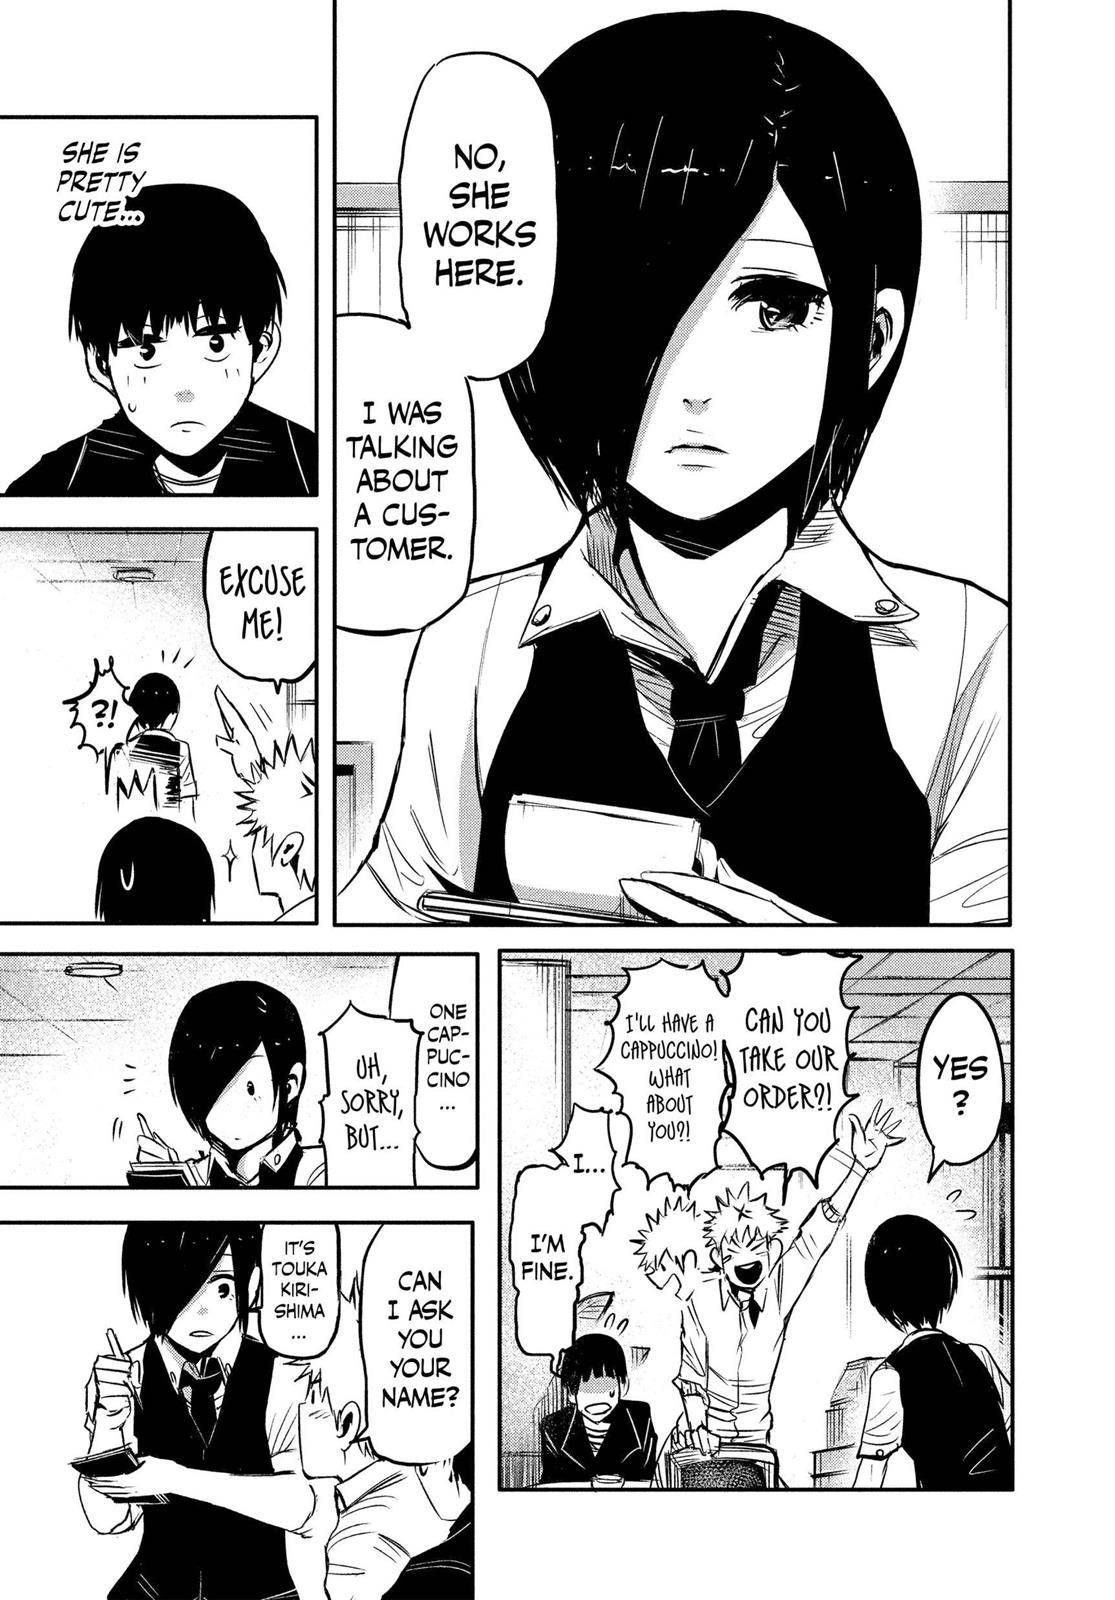 NO,
SHE
WORKS
HERE.
I WAS
TALKING
ABOUT
A CUS-
TOMER.
SHE IS
PRETTY
CUTE...
EXCUSE
ME!
?!
YES
?
CAN YOU
TAKE OUR
ORDER?!
I'LL HAVE A
CAPPUCCINO!
WHAT
ABOUT
YOU?!
I...
I'M
FINE.
ONE
CAP-
PUC-
CINO
...
UH,
SORRY,
BUT...
CAN
I ASK
YOU
YOUR
NAME?
IT'S
TOUKA
KIRI-
SHIMA
...